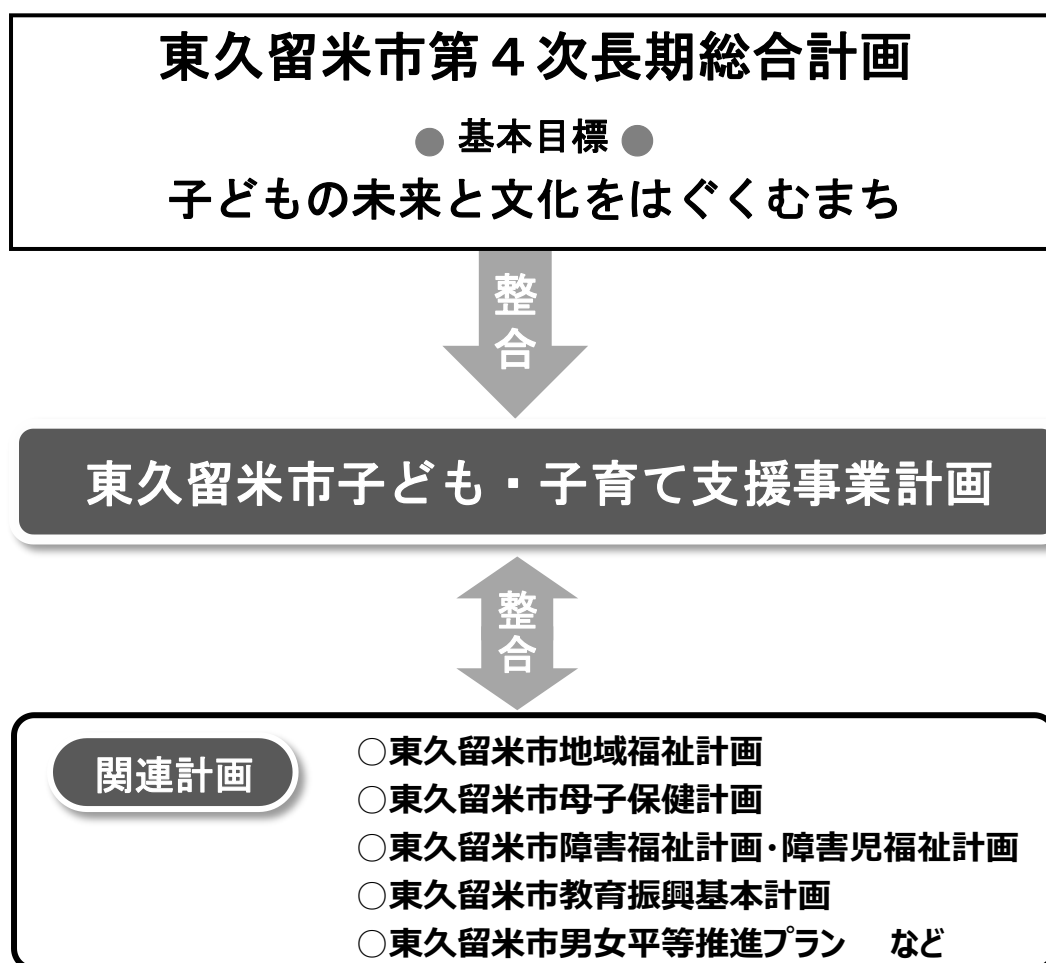 東久留米市第４次長期総合計画
● 基本目標 ●
子どもの未来と文化をはぐくむまち
整
合
東久留米市子ども・子育て支援事業計画
整
合
関連計画
○東久留米市地域福祉計画
○東久留米市母子保健計画
○東久留米市障害福祉計画・障害児福祉計画
○東久留米市教育振興基本計画
○東久留米市男女平等推進プラン　など